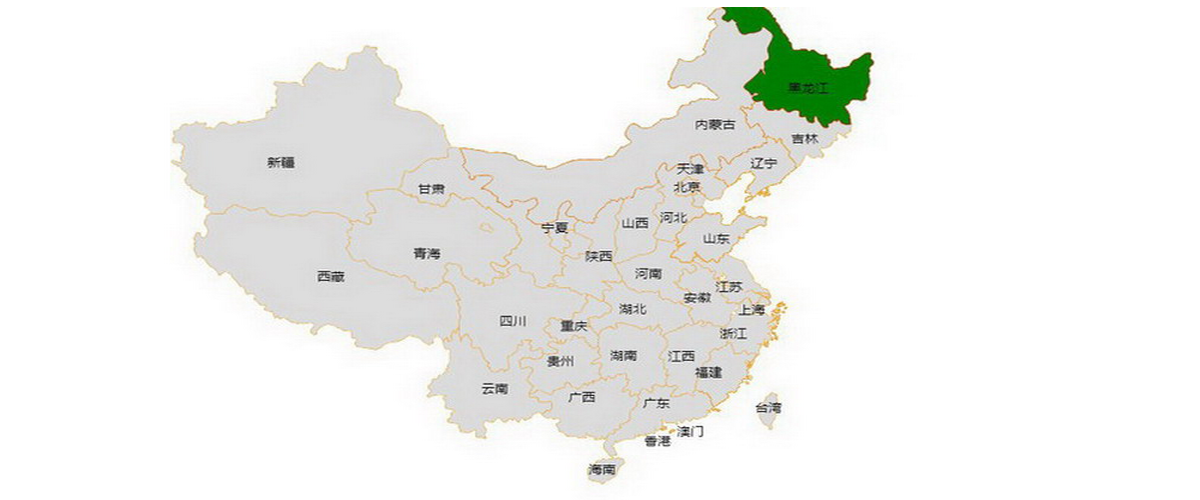 黑龙江
内蒙古
吉林
新疆
天津
辽宁
甘肃
北京
宁夏
山西
河北
山东
青海
陕西
西藏
河南
江苏
安徽
四川
重庆
湖北
上海
浙江
贵州
湖南
江西
福建
云南
广西
广东
台湾
香港
澳门
海南